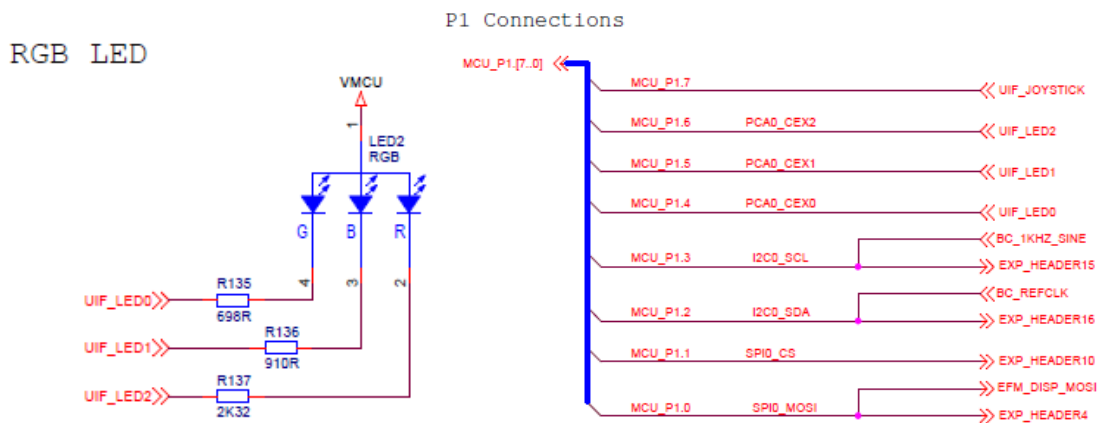 P1 Connections
RGB LED
MCU_P1.[7..0]
VMCU
1
LED2
RGB
G B R
4 3 2
UIF_LED0 R135
698R
UIF_LED1 R136
910R
UIF_LED2 R137
2K32
MCU_P1.7 UIF_JOYSTICK
MCU_P1.6 PCA0_CEX2 UIF_LED2
MCU_P1.5 PCA0_CEX1 UIF_LED1
MCU_P1.4 PCA0_CEX0 UIF_LED0
BC_1KHZ_SINE
MCU_P1.3 I2C0_SCL EXP_HEADER15
BC_REFCLK
MCU_P1.2 I2C0_SDA EXP_HEADER16
MCU_P1.1 SPI0_CS EXP_HEADER10
EFM_DISP_MOSI
MCU_P1.0 SPI0_MOSI EXP_HEADER4